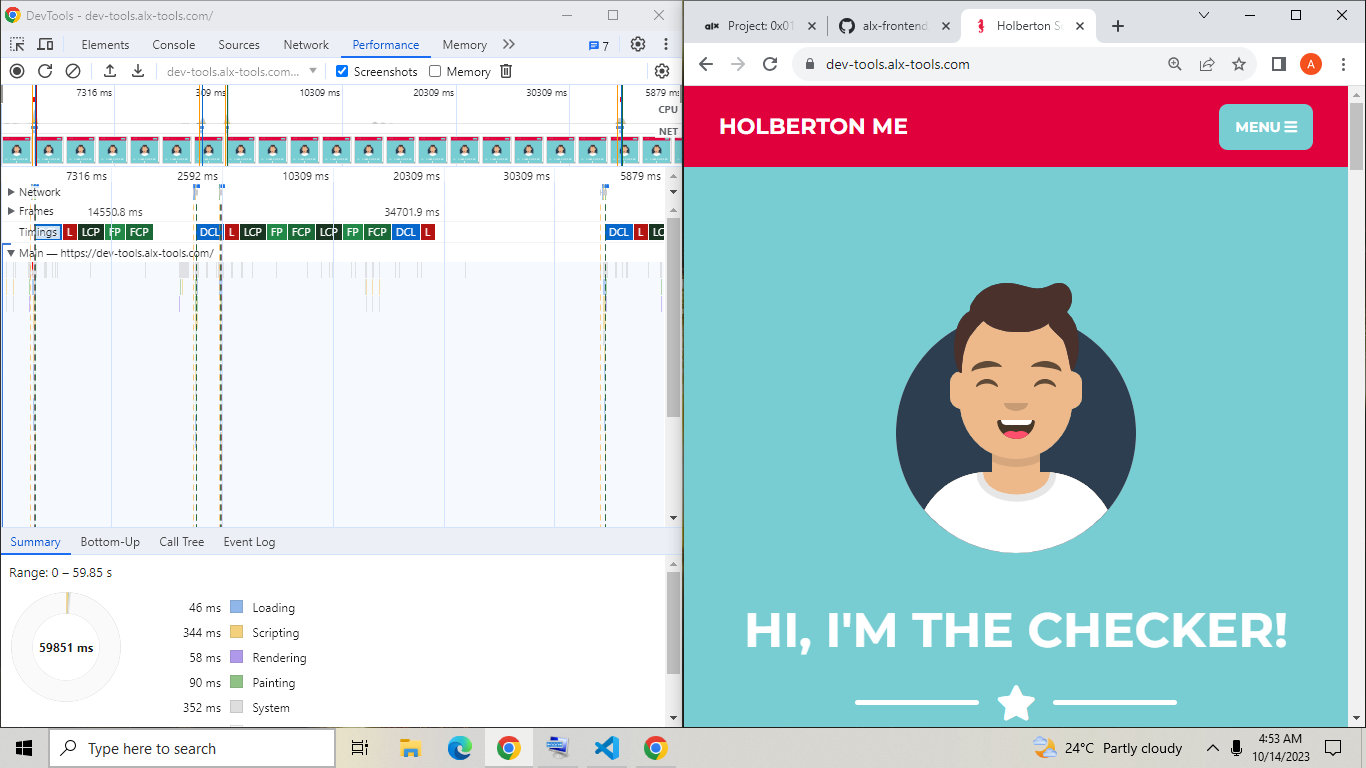 DevTools - dev-tools.alx-tools.com/
Elements Console Sources Network Performance Memory 7
dev-tools.alx-tools.com... Screenshots Memory
7316 ms 309 ms 10309 ms 20309 ms 30309 ms 5879 ms
CPU
NET
7316 ms 2592 ms 10309 ms 20309 ms 30309 ms 5879 ms
Network
Frames 14550.8 ms 34701.9 ms
Timings L LCP FP FCP DCL L LCP FP FCP LCP FP FCP DCL L DCL L LC
Main — https://dev-tools.alx-tools.com/
Summary Bottom-Up Call Tree Event Log
Range: 0 – 59.85 s
59851 ms
46 ms Loading
344 ms Scripting
58 ms Rendering
90 ms Painting
352 ms System
alx Project: 0x01 alx-frontend Holberton Sc
dev-tools.alx-tools.com A
HOLBERTON ME
MENU
HI, I'M THE CHECKER!
Type here to search
24°C Partly cloudy
4:53 AM
10/14/2023